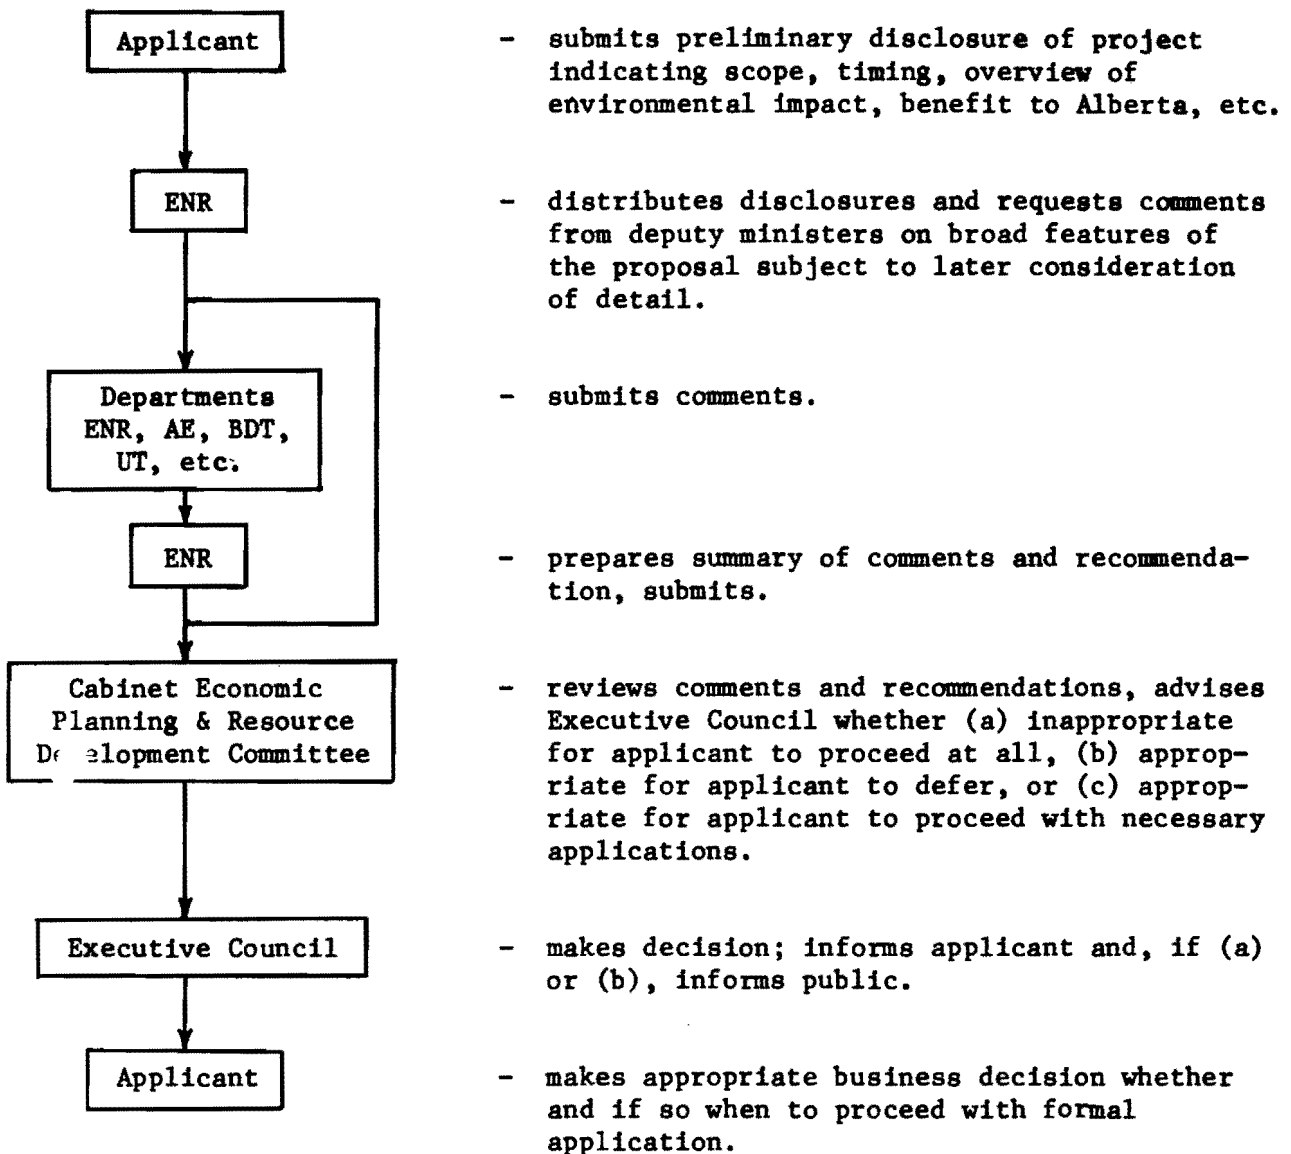 Applicant
- submits preliminary disclosure of project
indicating scope, timing, overview of
environmental impact, benefit to Alberta, etc.
ENR
- distributes disclosures and requests comments
from deputy ministers on broad features of
the proposal subject to later consideration
of detail.
Departments
ENR, AE, BDT,
UT, etc.
- submits comments.
ENR
- prepares summary of comments and recommenda-
tion, submits.
Cabinet Economic
Planning & Resource
Committee
- reviews comments and recommendations, advises
Executive Council whether (a) inappropriate
for applicant to proceed at all, (b) approp-
riate for applicant to defer, or (c) approp-
riate for applicant to proceed with necessary
applications.
Executive Council
- makes decision; informs applicant and, if (a)
or (b), informs public.
Applicant
- makes appropriate business decision whether
and if so when to proceed with formal
application.